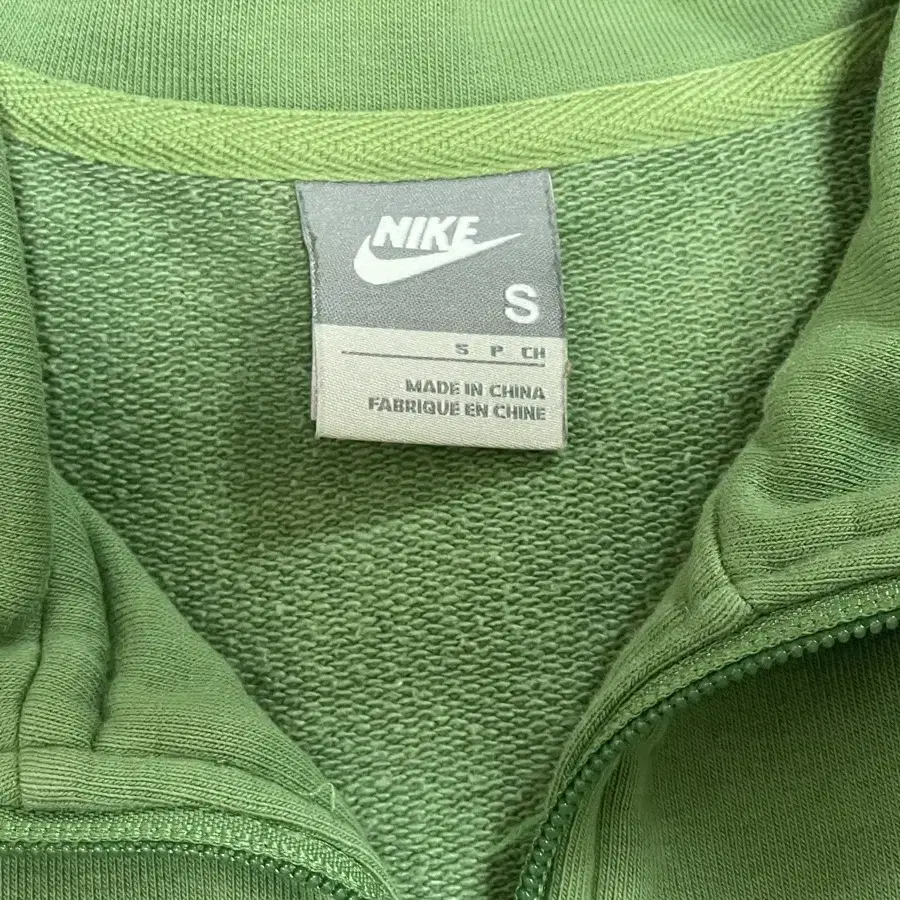 NIKE
S
S P CH
MADE IN CHINA
FABRIQUE EN CHINE